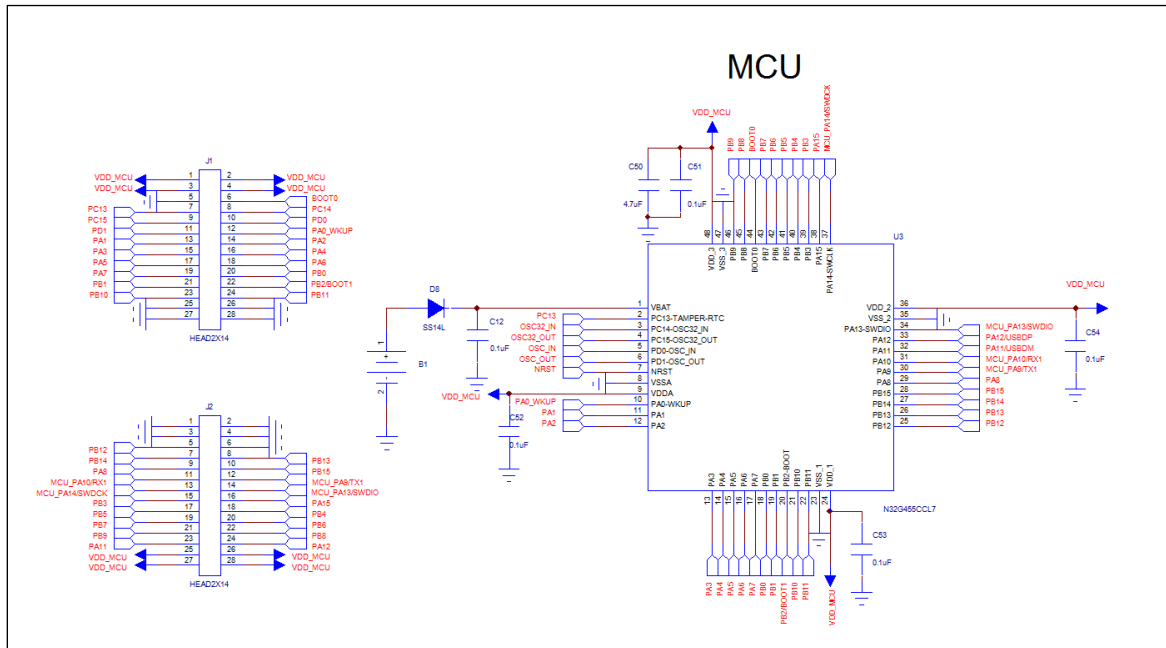 MCU
J1
VDD_MCU 1 2 VDD_MCU
VDD_MCU 3 4 VDD_MCU
5 6 BOOT0
PC13 7 8 PC14
PC15 9 10 PD0
PD1 11 12 PA0_WKUP
PA1 13 14 PA2
PA3 15 16 PA4
PA5 17 18 PA6
PA7 19 20 PB0
PB1 21 22 PB2/BOOT1
PB10 23 24 PB11
25 26
27 28
HEAD2X14
J2
1 2
3 4
5 6
PB12 7 8 PB13
PB14 9 10 PB15
PA8 11 12 MCU_PA9/TX1
MCU_PA10/RX1 13 14 MCU_PA13/SWDIO
MCU_PA14/SWDCK 15 16 PA15
PB3 17 18 PB4
PB5 19 20 PB6
PB7 21 22 PB8
PB9 23 24 PA12
PA11 25 26 VDD_MCU
VDD_MCU 27 28 VDD_MCU
VDD_MCU
HEAD2X14
VDD_MCU
C50
4.7uF
C51
0.1uF
PB9 PB8 BOOT0 PB7 PB6 PB5 PB4 PB3 PA15 MCU_PA14/SWDCK
48 47 46 45 44 43 42 41 40 39 38 37
VDD_3 VSS_3 PB9 PB8 BOOT0 PB7 PB6 PB5 PB4 PB3 PA15 PA14-SWCLK
U3
D8
SS14L
1
+
B1
2
C12
0.1uF
VDD_MCU
C52
0.1uF
1 VBAT
PC13 2 PC13-TAMPER-RTC
OSC32_IN 3 PC14-OSC32_IN
OSC32_OUT 4 PC15-OSC32_OUT
OSC_IN 5 PD0-OSC_IN
OSC_OUT 6 PD1-OSC_OUT
NRST 7 NRST
8 VSSA
9 VDDA
PA0_WKUP 10 PA0-WKUP
PA1 11 PA1
PA2 12 PA2
VDD_2 36
VSS_2 35
PA13-SWDIO 34 MCU_PA13/SWDIO
PA12 33 PA12/USBDP
PA11 32 PA11/USBDM
PA10 31 MCU_PA10/RX1
PA9 30 MCU_PA9/TX1
PA8 29 PA8
PB15 28 PB15
PB14 27 PB14
PB13 26 PB13
PB12 25 PB12
VDD_MCU
C54
0.1uF
PA3 PA4 PA5 PA6 PA7 PB0 PB1 PB2-BOOT PB10 PB11 VSS_1 VDD_1
13 14 15 16 17 18 19 20 21 22 23 24
N32G455CCL7
PA3 PA4 PA5 PA6 PA7 PB0 PB1 PB2/BOOT1 PB10 PB11
VDD_MCU
C53
0.1uF